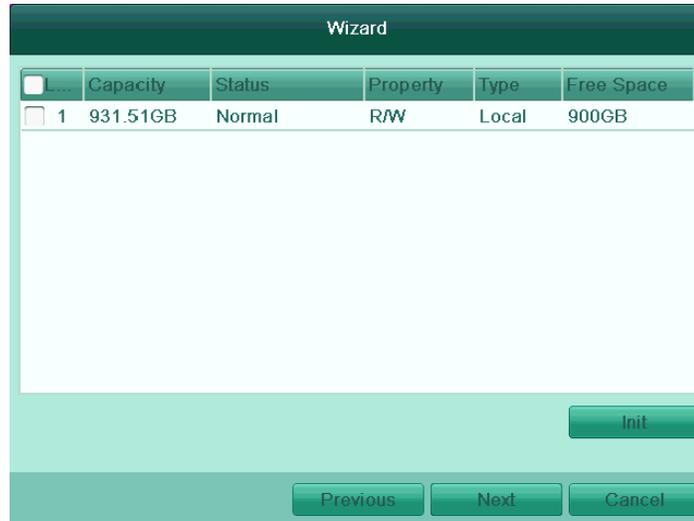 Wizard
L... Capacity Status Property Type Free Space
1 931.51GB Normal R/W Local 900GB
Init
Previous Next Cancel